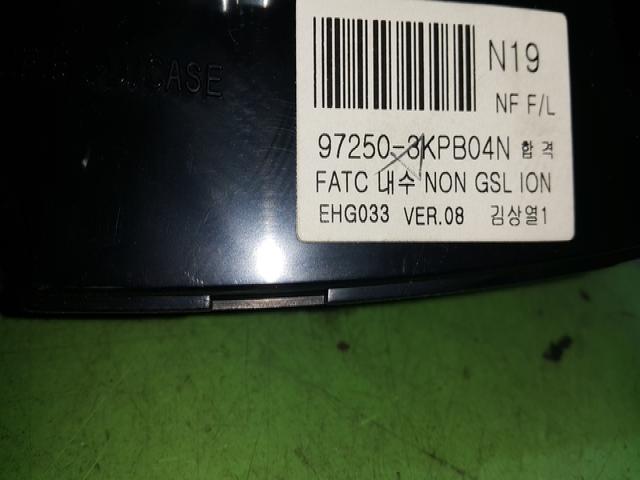 CASE
N19
NF F/L
97250-3KPB04N 합격
FATC 내수 NON GSL ION
EHG033 VER.08 김상열1